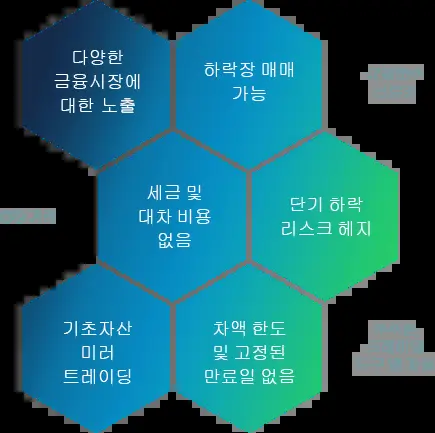 다양한
금융시장에
대한 노출
하락장 매매
가능
세금 및
대차 비용
없음
단기 하락
리스크 헤지
기초자산
미러
트레이딩
차액 한도
및 고정된
만료일 없음